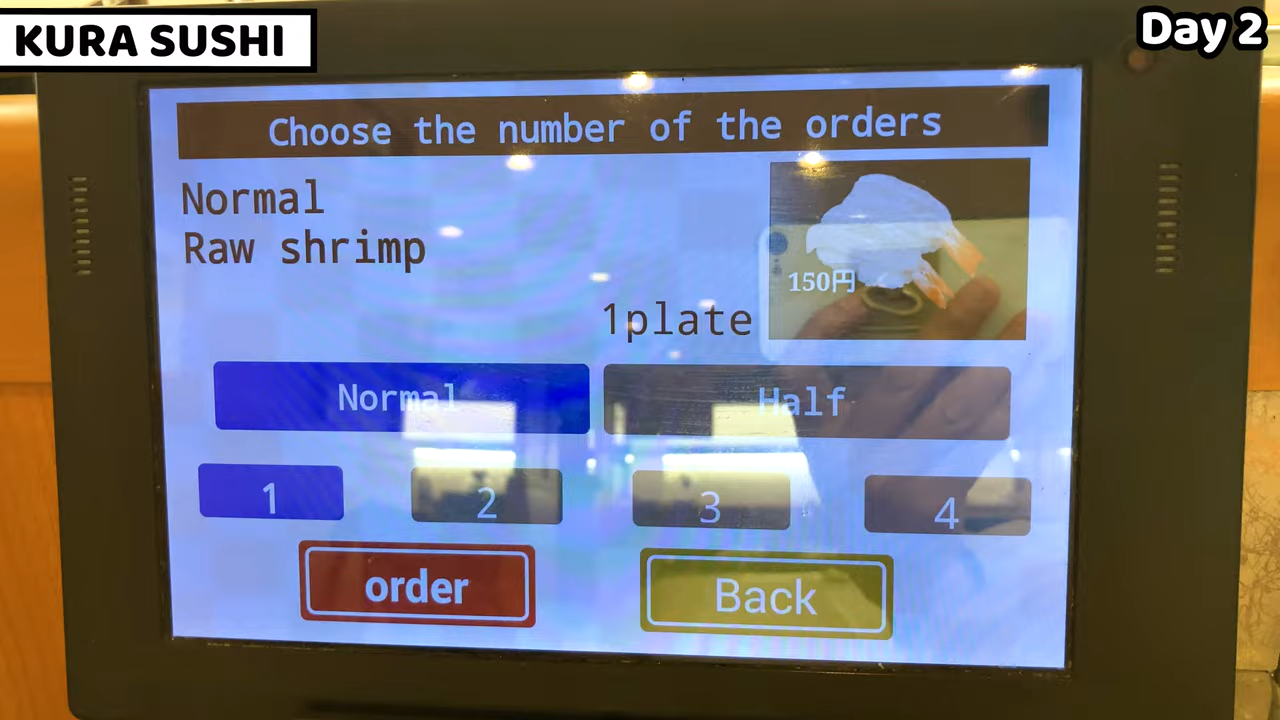 KURA SUSHI
Day 2
Choose the number of the orders
Normal
Raw shrimp
150円
1plate
Normal
Half
1
2
3
4
order
Back